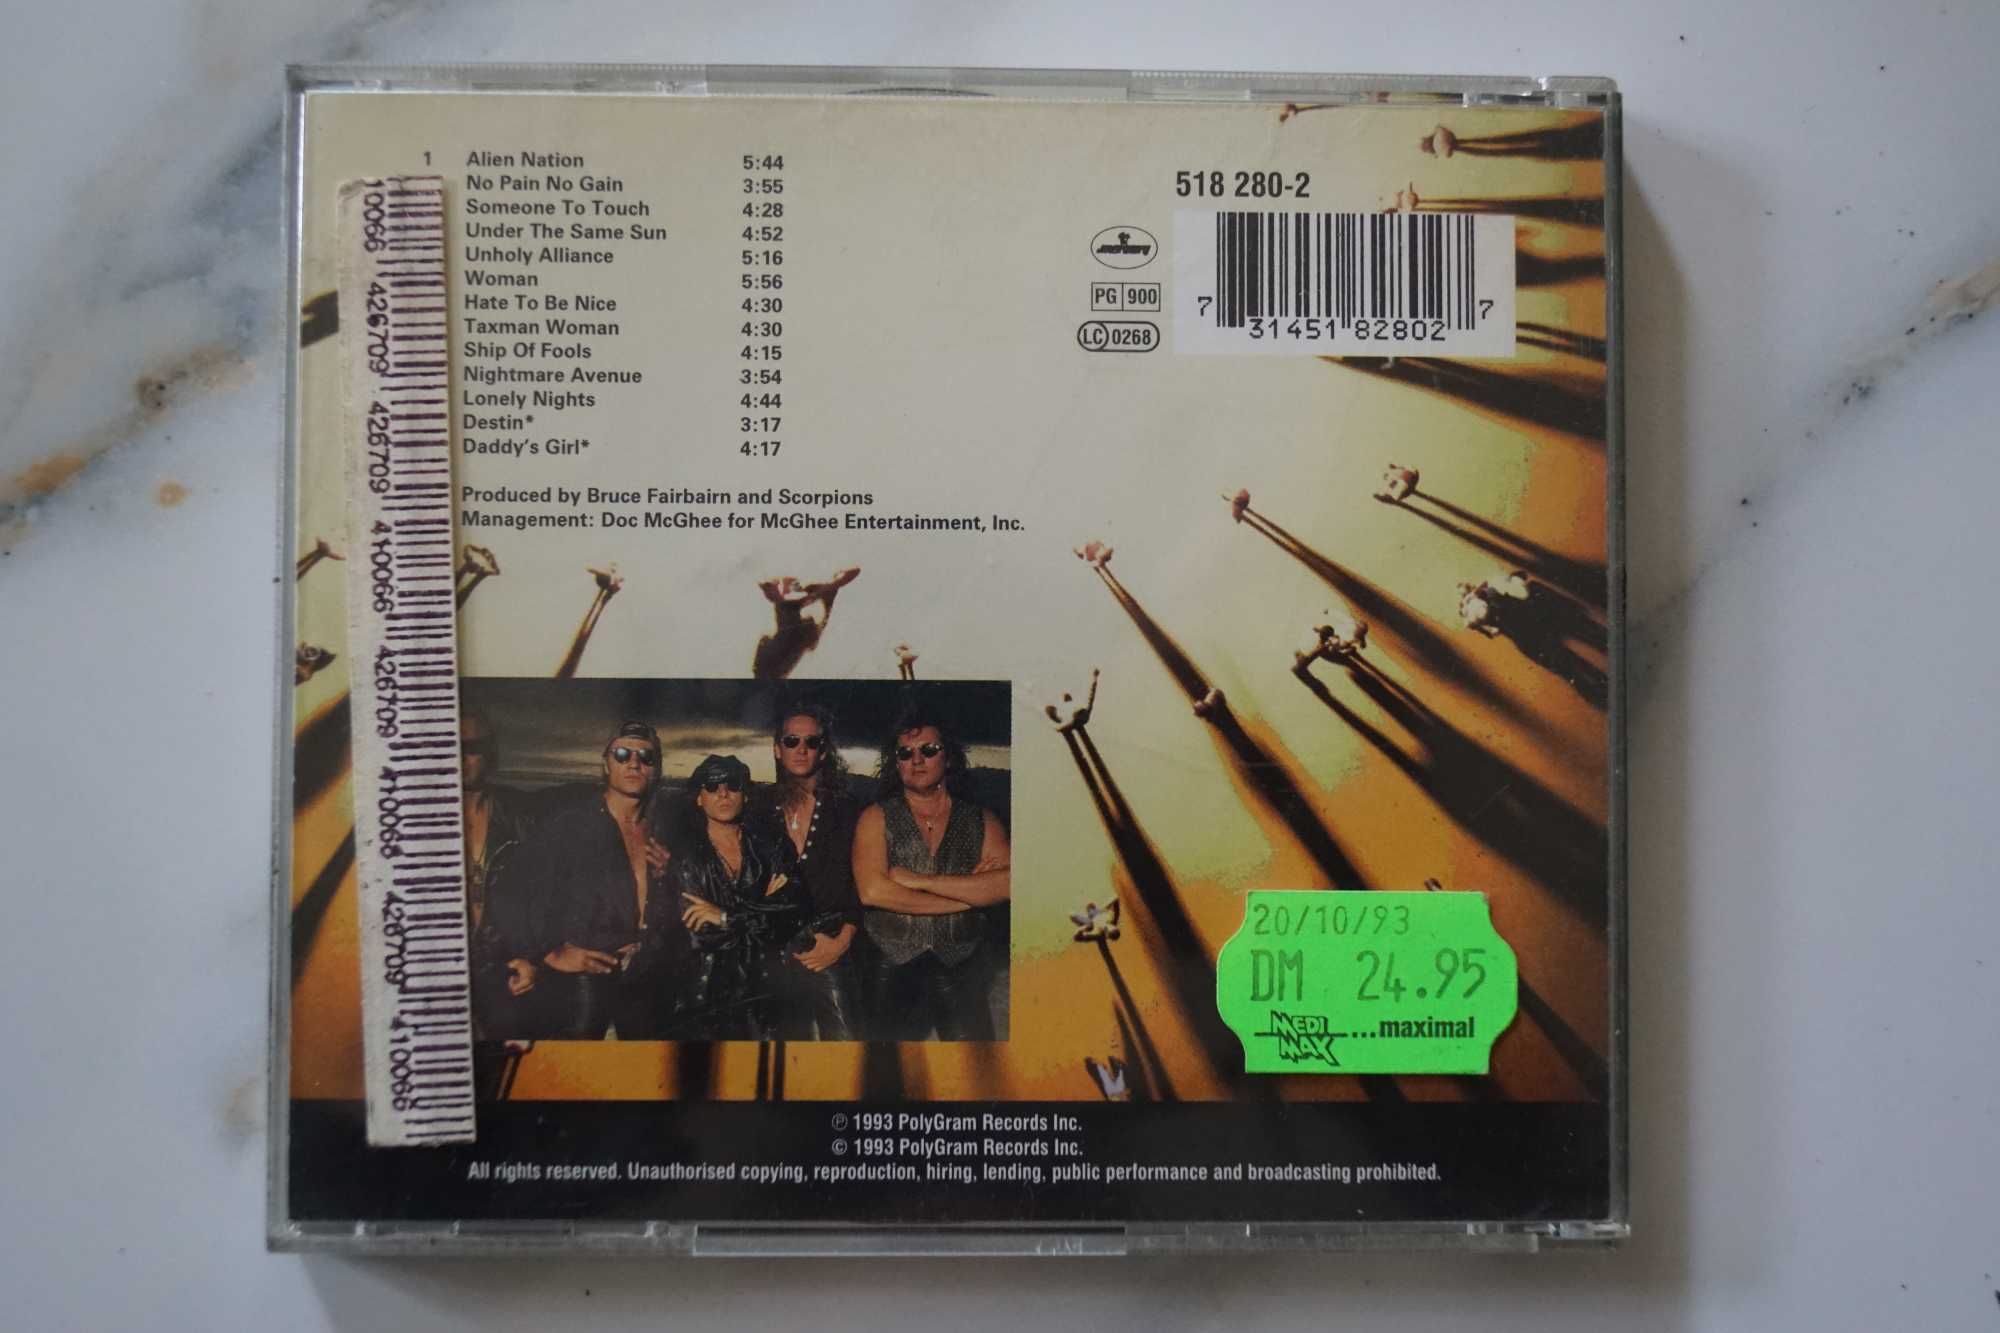 1 Alien Nation 5:44
No Pain No Gain 3:55
Someone To Touch 4:28
Under The Same Sun 4:52
Unholy Alliance 5:16
Woman 5:56
Hate To Be Nice 4:30
Taxman Woman 4:30
Ship Of Fools 4:15
Nightmare Avenue 3:54
Lonely Nights 4:44
Destin* 3:17
Daddy's Girl* 4:17
Produced by Bruce Fairbairn and Scorpions
Management: Doc McGhee for McGhee Entertainment, Inc.
518 280-2
mercury
PG 900
LC 0268
7 31451 82802 7
10066 426709 426709 410066 426709 410066 426709 410066
20/10/93
DM 24.95
MEDI MAX ...maximal
℗ 1993 PolyGram Records Inc.
© 1993 PolyGram Records Inc.
All rights reserved. Unauthorised copying, reproduction, hiring, lending, public performance and broadcasting prohibited.